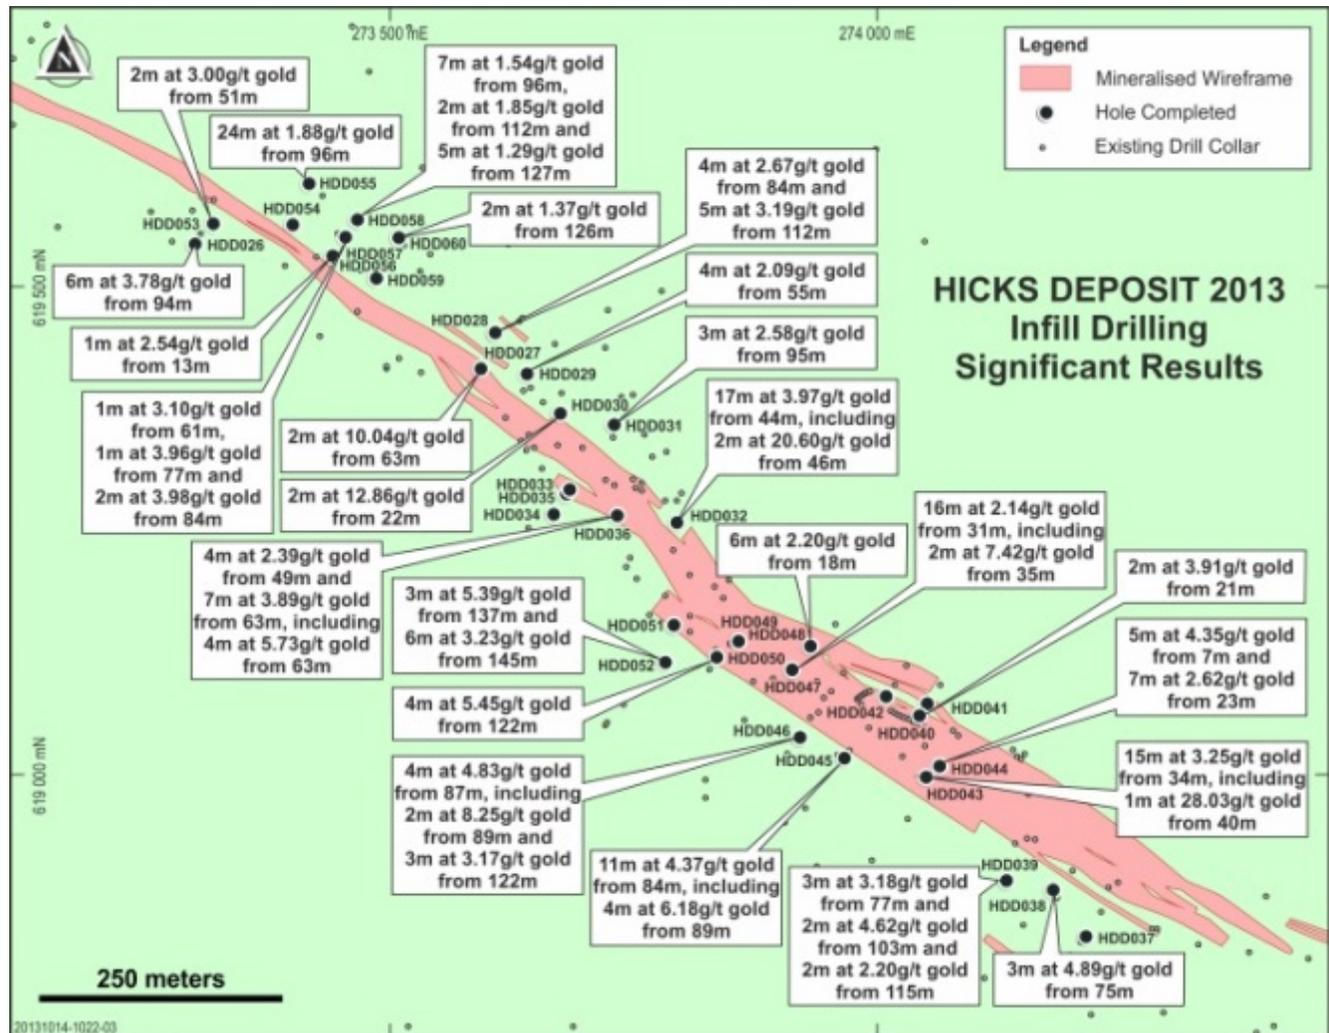 273 500 mE
274 000 mE
N
Legend
Mineralised Wireframe
Hole Completed
Existing Drill Collar
HICKS DEPOSIT 2013
Infill Drilling
Significant Results
619 500 mN
619 000 mN
2m at 3.00g/t gold
from 51m
24m at 1.88g/t gold
from 96m
7m at 1.54g/t gold
from 96m,
2m at 1.85g/t gold
from 112m and
5m at 1.29g/t gold
from 127m
2m at 1.37g/t gold
from 126m
4m at 2.67g/t gold
from 84m and
5m at 3.19g/t gold
from 112m
4m at 2.09g/t gold
from 55m
3m at 2.58g/t gold
from 95m
17m at 3.97g/t gold
from 44m, including
2m at 20.60g/t gold
from 46m
6m at 3.78g/t gold
from 94m
1m at 2.54g/t gold
from 13m
1m at 3.10g/t gold
from 61m,
1m at 3.96g/t gold
from 77m and
2m at 3.98g/t gold
from 84m
2m at 10.04g/t gold
from 63m
2m at 12.86g/t gold
from 22m
4m at 2.39g/t gold
from 49m and
7m at 3.89g/t gold
from 63m, including
4m at 5.73g/t gold
from 63m
3m at 5.39g/t gold
from 137m and
6m at 3.23g/t gold
from 145m
4m at 5.45g/t gold
from 122m
4m at 4.83g/t gold
from 87m, including
2m at 8.25g/t gold
from 89m and
3m at 3.17g/t gold
from 122m
11m at 4.37g/t gold
from 84m, including
4m at 6.18g/t gold
from 89m
6m at 2.20g/t gold
from 18m
16m at 2.14g/t gold
from 31m, including
2m at 7.42g/t gold
from 35m
2m at 3.91g/t gold
from 21m
5m at 4.35g/t gold
from 7m and
7m at 2.62g/t gold
from 23m
15m at 3.25g/t gold
from 34m, including
1m at 28.03g/t gold
from 40m
3m at 3.18g/t gold
from 77m and
2m at 4.62g/t gold
from 103m and
2m at 2.20g/t gold
from 115m
3m at 4.89g/t gold
from 75m
HDD055
HDD054
HDD053
HDD026
HDD058
HDD060
HDD057
HDD056
HDD059
HDD028
HDD027
HDD029
HDD030
HDD031
HDD033
HDD035
HDD034
HDD036
HDD032
HDD051
HDD049
HDD048
HDD052
HDD050
HDD047
HDD042
HDD041
HDD040
HDD046
HDD045
HDD044
HDD043
HDD039
HDD038
HDD037
250 meters
20131014-1022-03